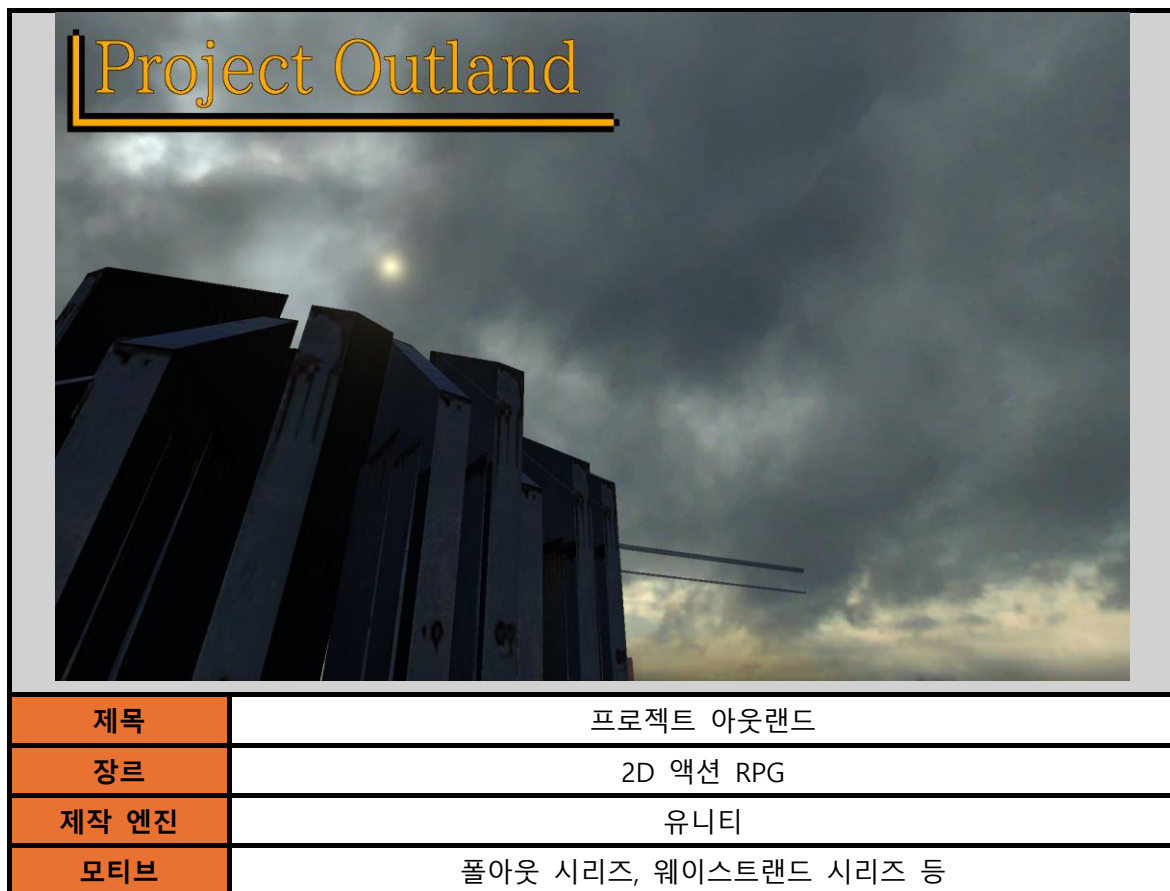 Project Outland
제목 프로젝트 아웃랜드
장르 2D 액션 RPG
제작 엔진 유니티
모티브 폴아웃 시리즈, 웨이스트랜드 시리즈 등